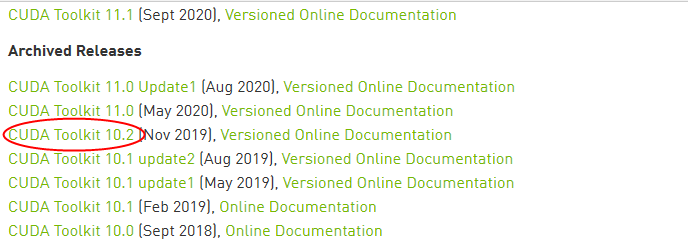 CUDA Toolkit 11.1 (Sept 2020), Versioned Online Documentation
Archived Releases
CUDA Toolkit 11.0 Update1 (Aug 2020), Versioned Online Documentation
CUDA Toolkit 11.0 (May 2020), Versioned Online Documentation
CUDA Toolkit 10.2 (Nov 2019), Versioned Online Documentation
CUDA Toolkit 10.1 update2 (Aug 2019), Versioned Online Documentation
CUDA Toolkit 10.1 update1 (May 2019), Versioned Online Documentation
CUDA Toolkit 10.1 (Feb 2019), Online Documentation
CUDA Toolkit 10.0 (Sept 2018), Online Documentation